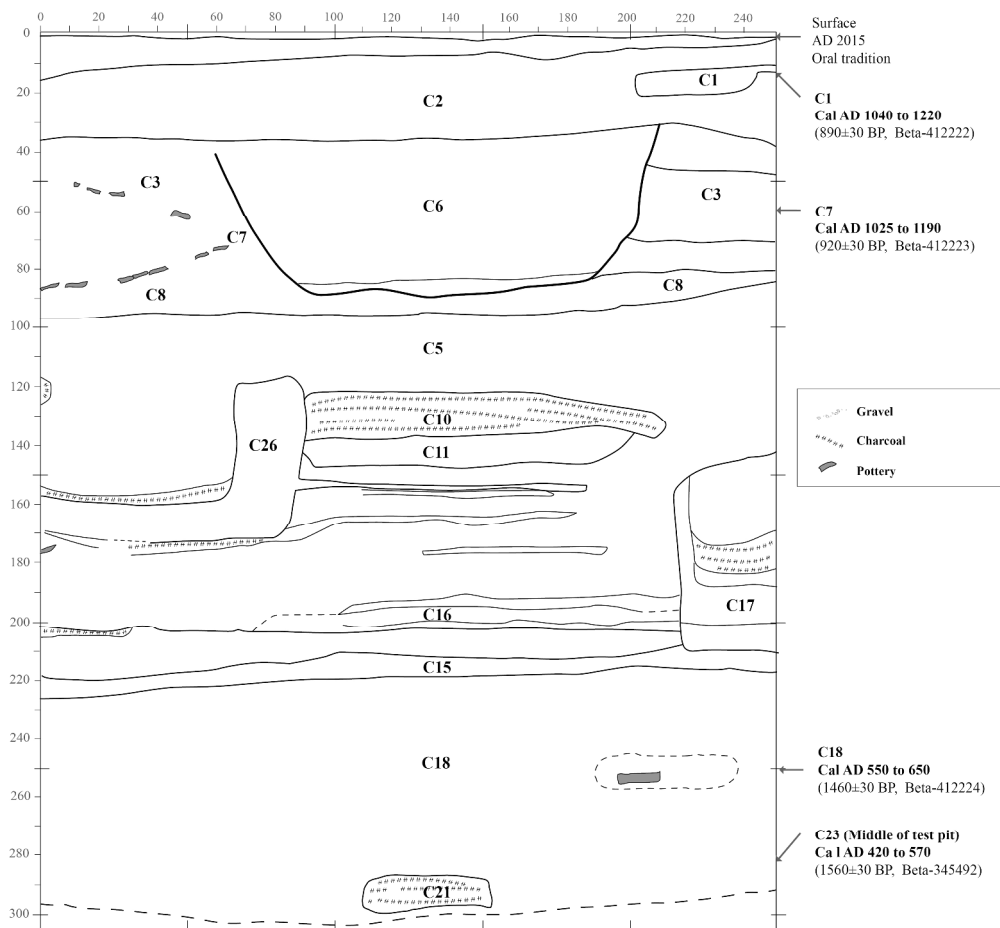 0 20 40 60 80 100 120 140 160 180 200 220 240
0
20
40
60
80
100
120
140
160
180
200
220
240
260
280
300
Surface
AD 2015
Oral tradition
C1
C1
Cal AD 1040 to 1220
(890±30 BP, Beta-412222)
C2
C3
C6
C3
C7
Cal AD 1025 to 1190
(920±30 BP, Beta-412223)
C7
C8
C8
C5
C10
C26
C11
Gravel
Charcoal
Pottery
C16
C17
C15
C18
C18
Cal AD 550 to 650
(1460±30 BP, Beta-412224)
C23 (Middle of test pit)
Ca l AD 420 to 570
(1560±30 BP, Beta-345492)
C21